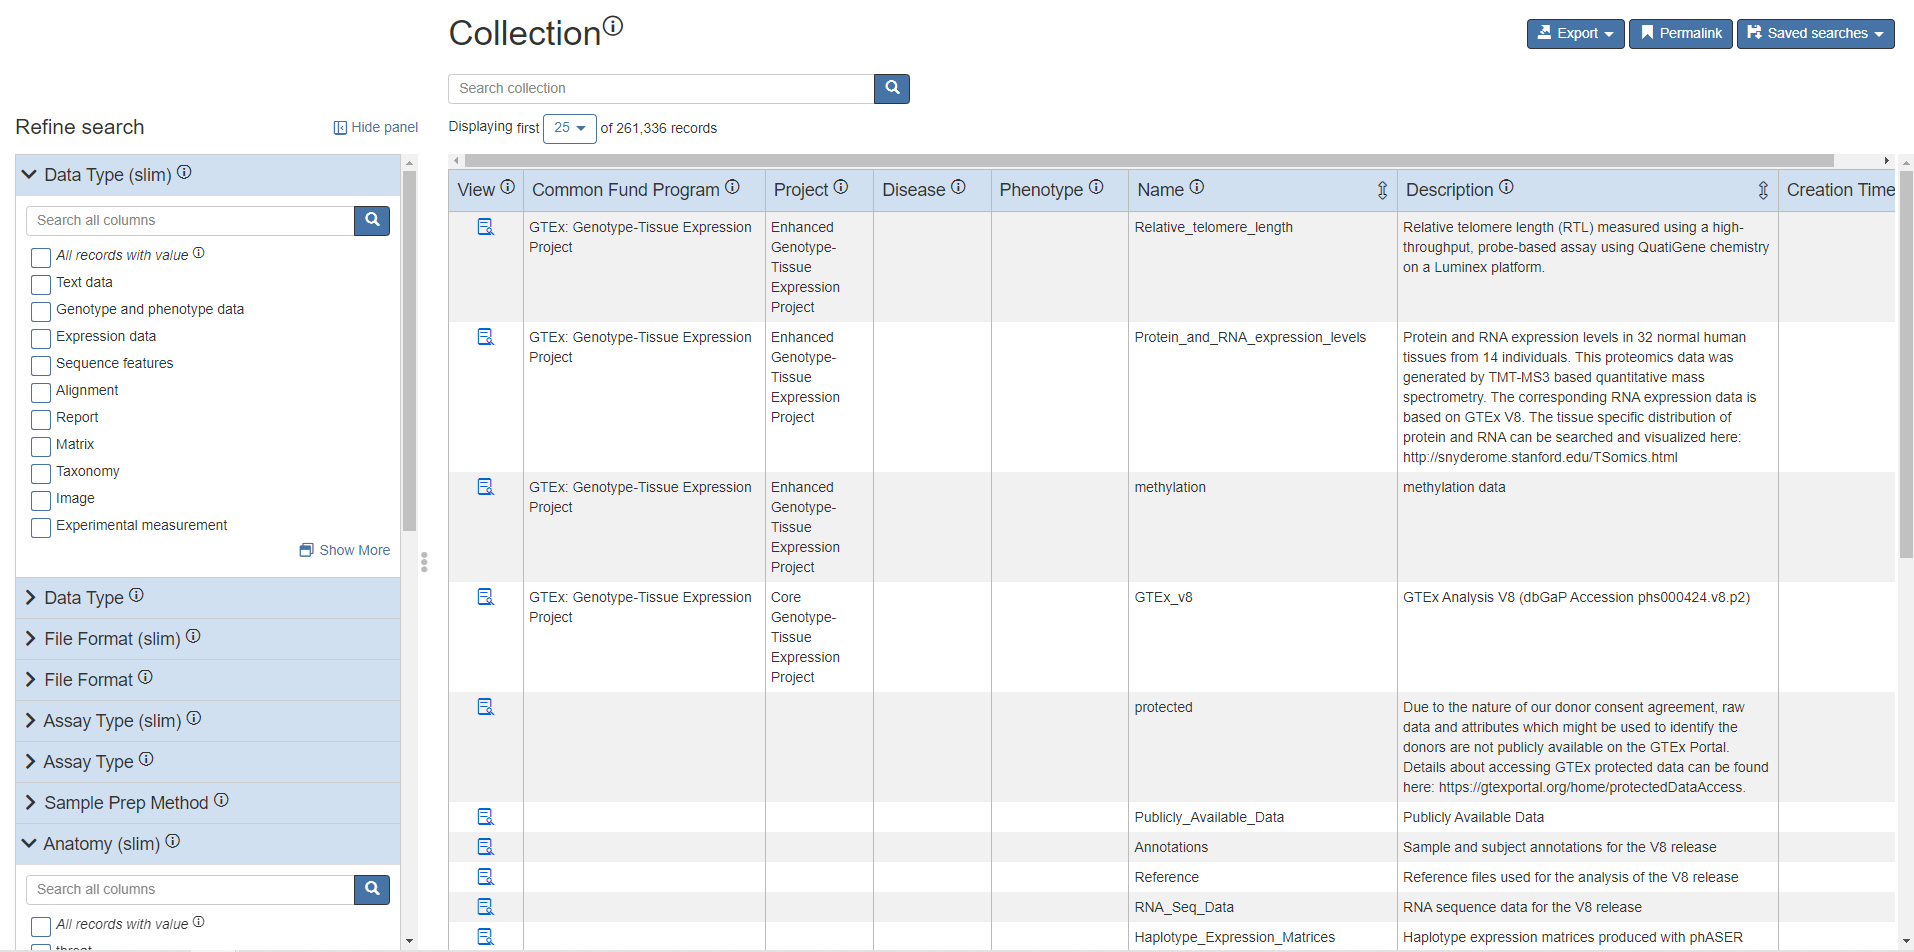 Collection
Export
Permalink
Saved searches
Search collection
Displaying first 25 of 261,336 records
Refine search
Hide panel
Data Type (slim)
Search all columns
All records with value
Text data
Genotype and phenotype data
Expression data
Sequence features
Alignment
Report
Matrix
Taxonomy
Image
Experimental measurement
Show More
Data Type
File Format (slim)
File Format
Assay Type (slim)
Assay Type
Sample Prep Method
Anatomy (slim)
Search all columns
All records with value
View Common Fund Program Project Disease Phenotype Name Description Creation Time
GTEx: Genotype-Tissue Expression
Project
Enhanced
Genotype-
Tissue
Expression
Project
Relative_telomere_length
Relative telomere length (RTL) measured using a high-
throughput, probe-based assay using QuatiGene chemistry
on a Luminex platform.
GTEx: Genotype-Tissue Expression
Project
Enhanced
Genotype-
Tissue
Expression
Project
Protein_and_RNA_expression_levels
Protein and RNA expression levels in 32 normal human
tissues from 14 individuals. This proteomics data was
generated by TMT-MS3 based quantitative mass
spectrometry. The corresponding RNA expression data is
based on GTEx V8. The tissue specific distribution of
protein and RNA can be searched and visualized here:
http://snyderome.stanford.edu/TSomics.html
GTEx: Genotype-Tissue Expression
Project
Enhanced
Genotype-
Tissue
Expression
Project
methylation
methylation data
GTEx: Genotype-Tissue Expression
Project
Core
Genotype-
Tissue
Expression
Project
GTEx_v8
GTEx Analysis V8 (dbGaP Accession phs000424.v8.p2)
protected
Due to the nature of our donor consent agreement, raw
data and attributes which might be used to identify the
donors are not publicly available on the GTEx Portal.
Details about accessing GTEx protected data can be found
here: https://gtexportal.org/home/protectedDataAccess.
Publicly_Available_Data
Publicly Available Data
Annotations
Sample and subject annotations for the V8 release
Reference
Reference files used for the analysis of the V8 release
RNA_Seq_Data
RNA sequence data for the V8 release
Haplotype_Expression_Matrices
Haplotype expression matrices produced with phASER